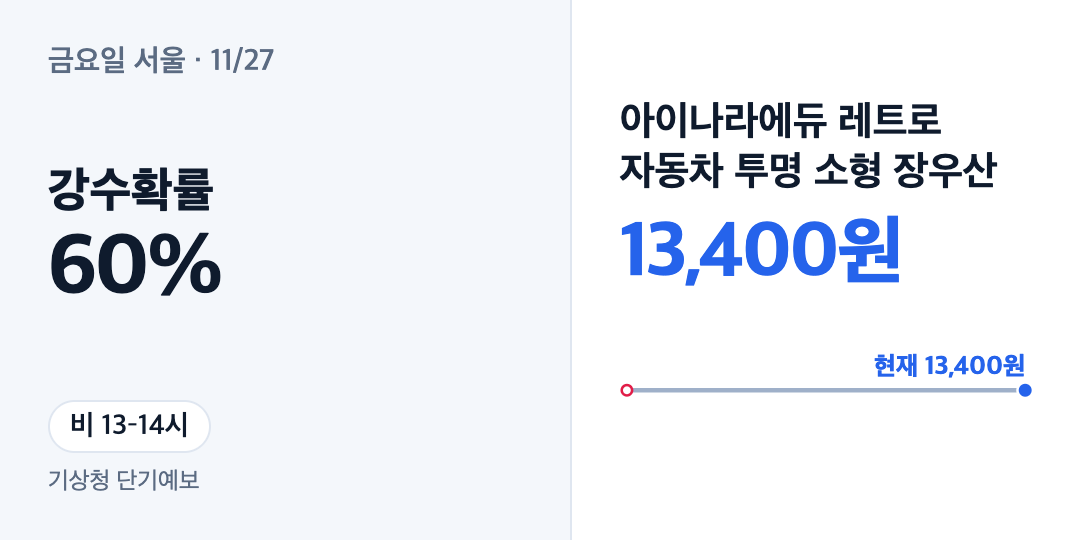 금요일 서울 · 11/27
강수확률
60%
비 13-14시
기상청 단기예보
아이나라에듀 레트로
자동차 투명 소형 장우산
13,400원
현재 13,400원